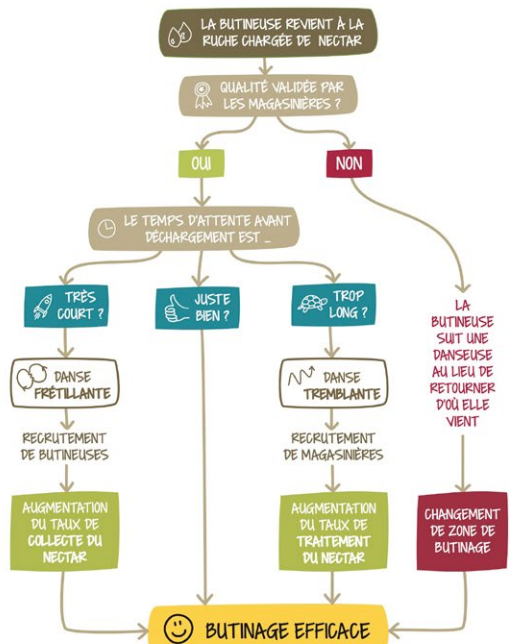 LA BUTINEUSE REVIENT À LA
RUCHE CHARGÉE DE NECTAR
QUALITÉ VALIDÉE PAR
LES MAGASINIÈRES ?
OUI
NON
LE TEMPS D'ATTENTE AVANT
DÉCHARGEMENT EST ...
TRÈS
COURT ?
JUSTE
BIEN ?
TROP
LONG ?
LA
BUTINEUSE
SUIT UNE
DANSEUSE
AU LIEU DE
RETOURNER
D'OÙ ELLE
VIENT
DANSE
FRÉTILLANTE
DANSE
TREMBLANTE
RECRUTEMENT
DE BUTINEUSES
RECRUTEMENT
DE MAGASINIÈRES
AUGMENTATION
DU TAUX DE
COLLECTE DU
NECTAR
AUGMENTATION
DU TAUX DE
TRAITEMENT
DU NECTAR
CHANGEMENT
DE ZONE DE
BUTINAGE
BUTINAGE EFFICACE